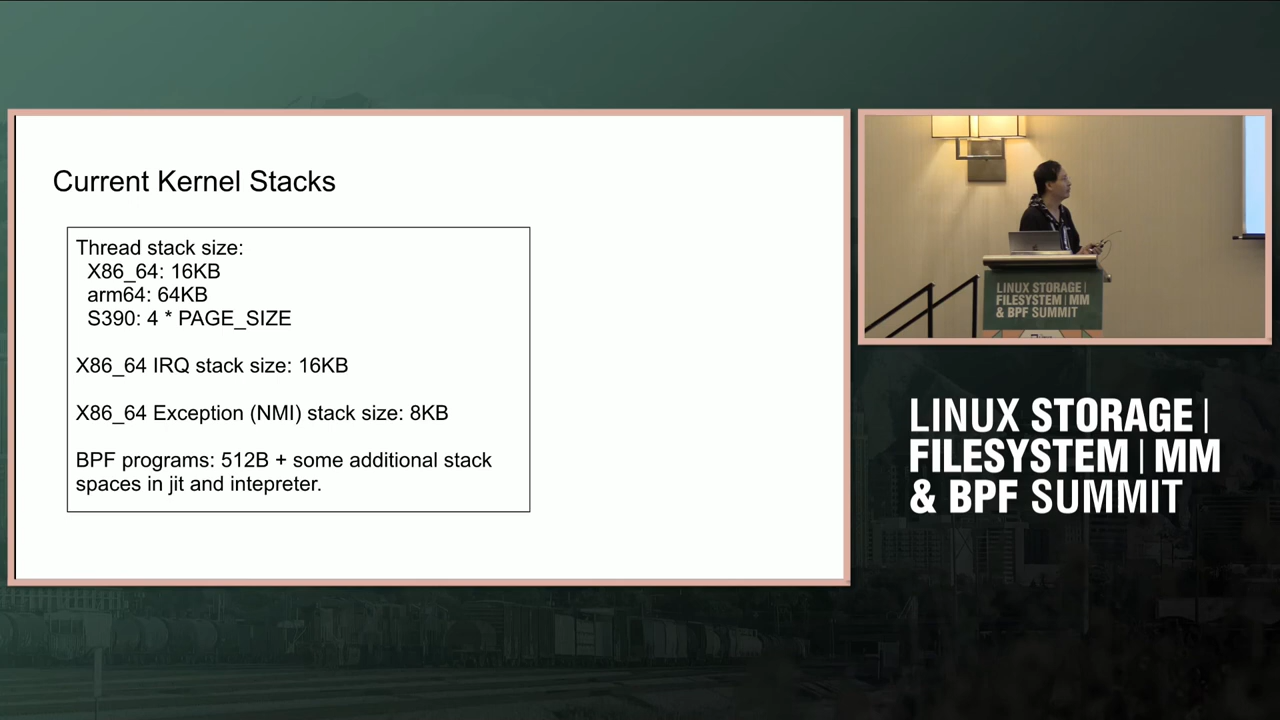 Current Kernel Stacks
Thread stack size:
X86_64: 16KB
arm64: 64KB
S390: 4 * PAGE_SIZE
X86_64 IRQ stack size: 16KB
X86_64 Exception (NMI) stack size: 8KB
BPF programs: 512B + some additional stack
spaces in jit and intepreter.
LINUX STORAGE |
FILESYSTEM | MM
& BPF SUMMIT
LINUX STORAGE |
FILESYSTEM | MM
& BPF SUMMIT